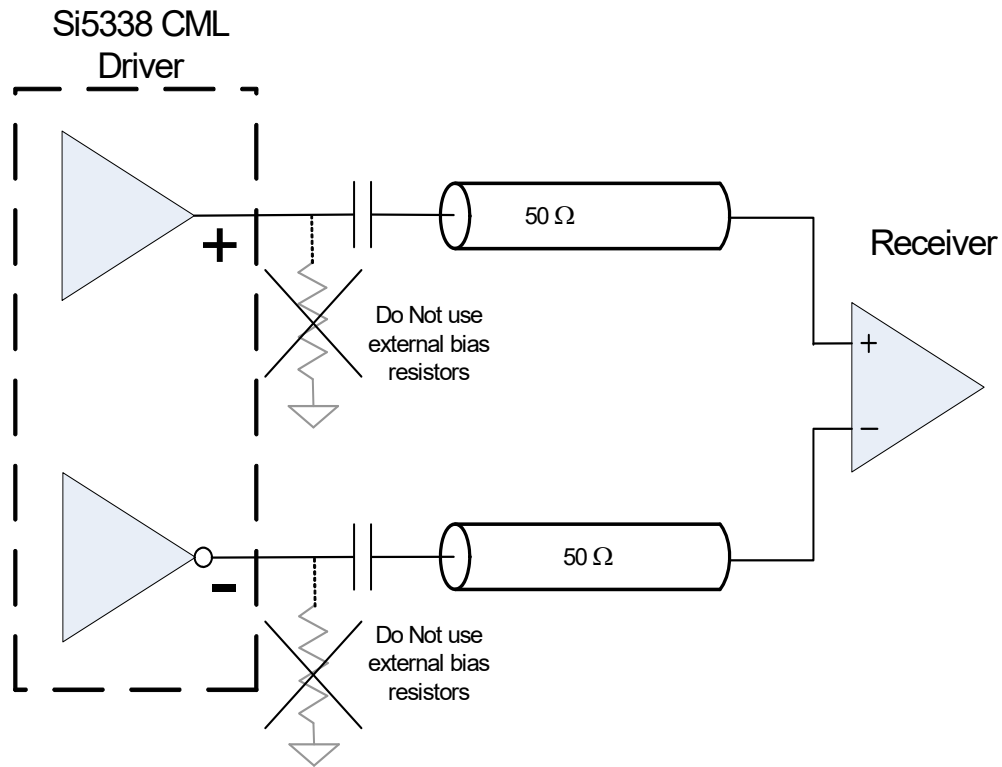 Si5338 CML
Driver
+
50 Ω
Receiver
Do Not use
external bias
resistors
+
−
50 Ω
-
Do Not use
external bias
resistors